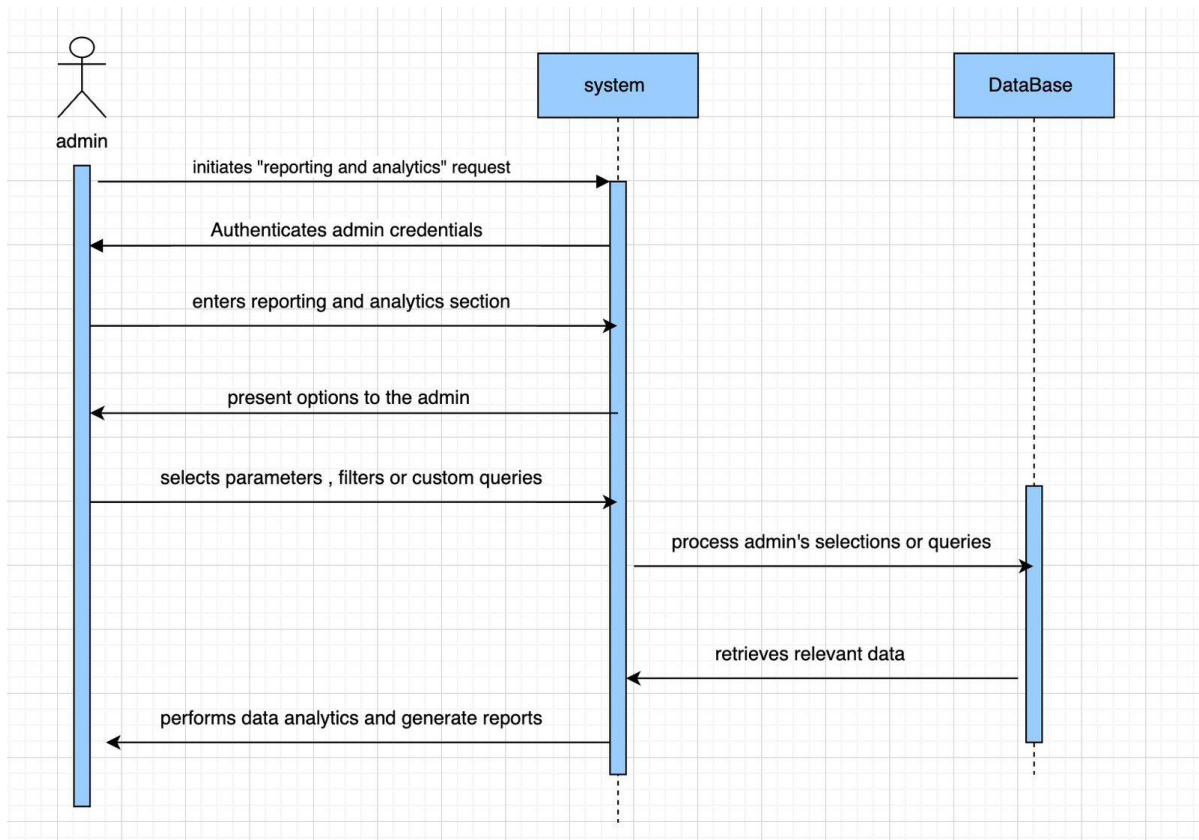 system
DataBase
admin
initiates "reporting and analytics" request
Authenticates admin credentials
enters reporting and analytics section
present options to the admin
selects parameters , filters or custom queries
process admin's selections or queries
retrieves relevant data
performs data analytics and generate reports